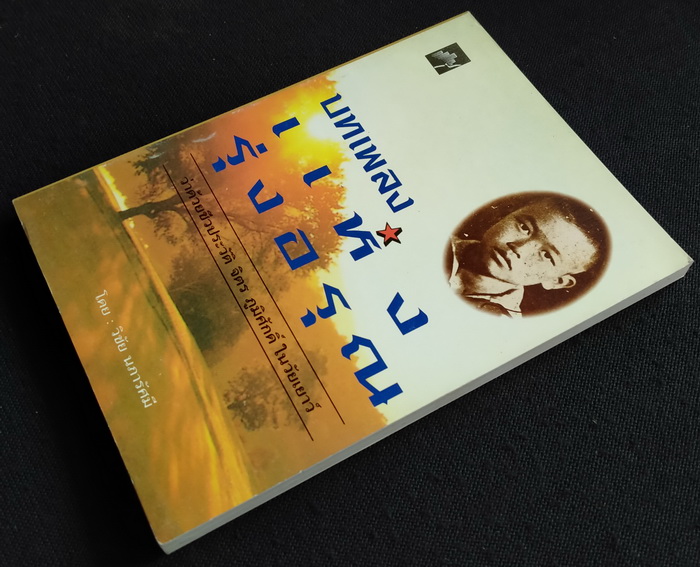 บทเพลง
แห่ง
รุ่งอรุณ
ว่าด้วยชีวประวัติ จิตร ภูมิศักดิ์ ในวัยเยาว์
โดย : วิชัย นภารัศมี